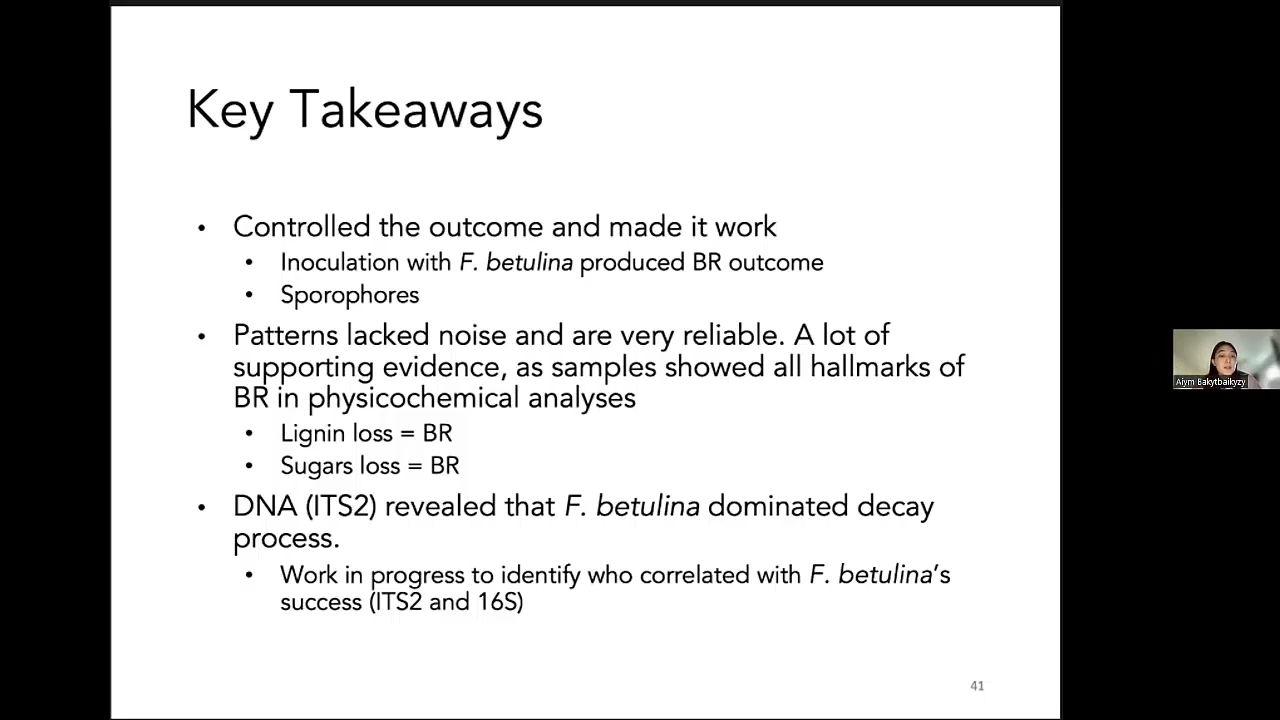 Key Takeaways
• Controlled the outcome and made it work
• Inoculation with F. betulina produced BR outcome
• Sporophores
• Patterns lacked noise and are very reliable. A lot of
supporting evidence, as samples showed all hallmarks of
BR in physicochemical analyses
• Lignin loss = BR
• Sugars loss = BR
• DNA (ITS2) revealed that F. betulina dominated decay
process.
• Work in progress to identify who correlated with F. betulina's
success (ITS2 and 16S)
41
Aiym Bakytbaikyzy